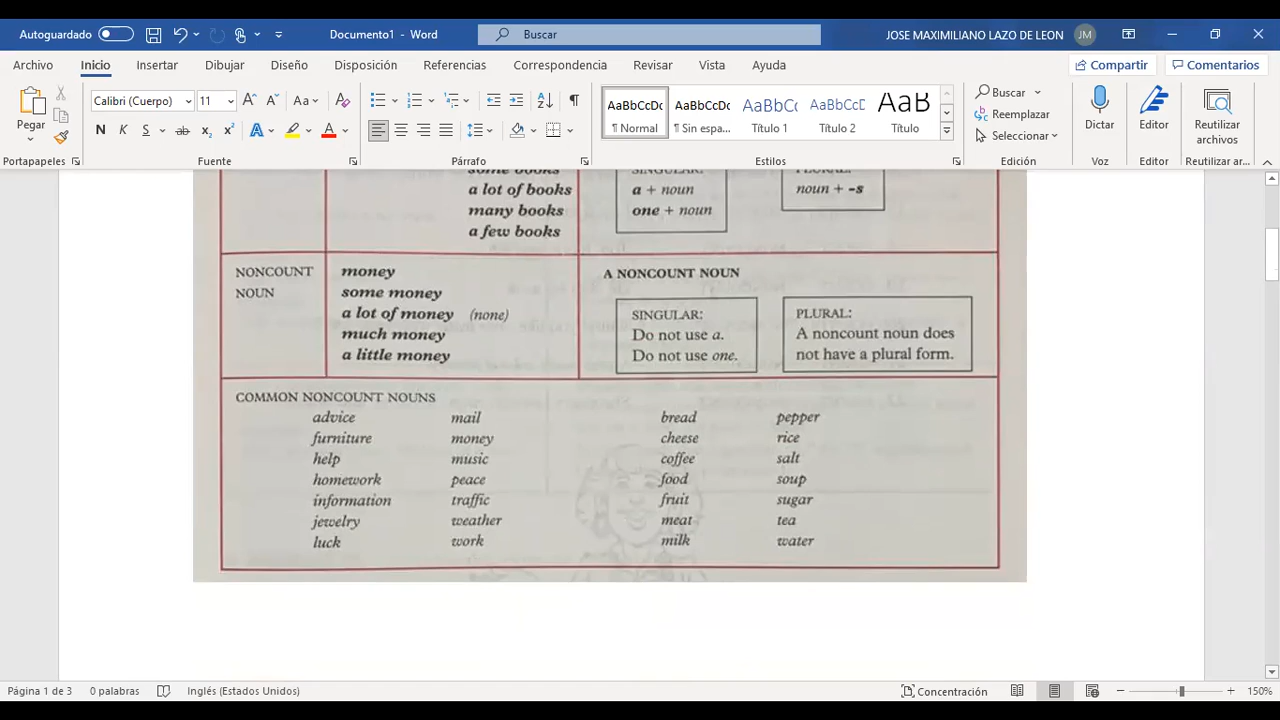 Autoguardado
Documento1 - Word
Buscar
JOSE MAXIMILIANO LAZO DE LEON
JM
Archivo
Inicio
Insertar
Dibujar
Diseño
Disposición
Referencias
Correspondencia
Revisar
Vista
Ayuda
Compartir
Comentarios
Pegar
Calibri (Cuerpo)
11
AaBbCcDc
¶ Normal
AaBbCcDc
¶ Sin espa...
AaBbCc
Título 1
AaBbCcD
Título 2
AaB
Título
Buscar
Reemplazar
Seleccionar
Dictar
Editor
Reutilizar
archivos
Portapapeles
Fuente
Párrafo
Estilos
Edición
Voz
Editor
Reutilizar ar...
some books
a lot of books
many books
a few books
SINGULAR:
a + noun
one + noun
PLURAL:
noun + -s
NONCOUNT
NOUN
money
some money
a lot of money (none)
much money
a little money
A NONCOUNT NOUN
SINGULAR:
Do not use a.
Do not use one.
PLURAL:
A noncount noun does
not have a plural form.
COMMON NONCOUNT NOUNS
advice mail bread pepper
furniture money cheese rice
help music coffee salt
homework peace food soup
information traffic fruit sugar
jewelry weather meat tea
luck work milk water
Página 1 de 3
0 palabras
Inglés (Estados Unidos)
Concentración
150%